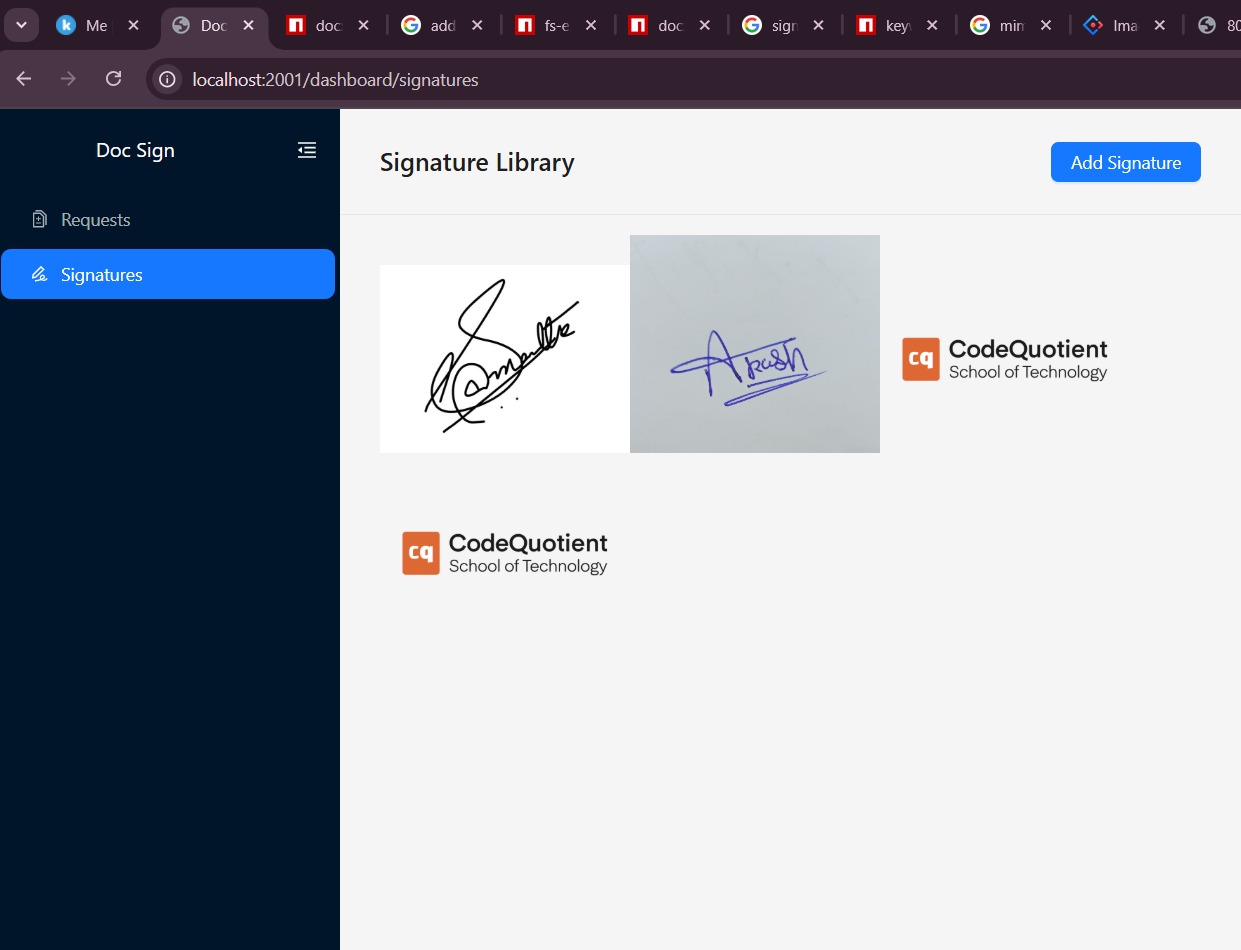 Me
Doc
doc
add
fs-e
doc
sign
key
min
Ima
80
localhost:2001/dashboard/signatures
Doc Sign
Requests
Signatures
Signature Library
Add Signature
Akash
cq CodeQuotient
School of Technology
cq CodeQuotient
School of Technology